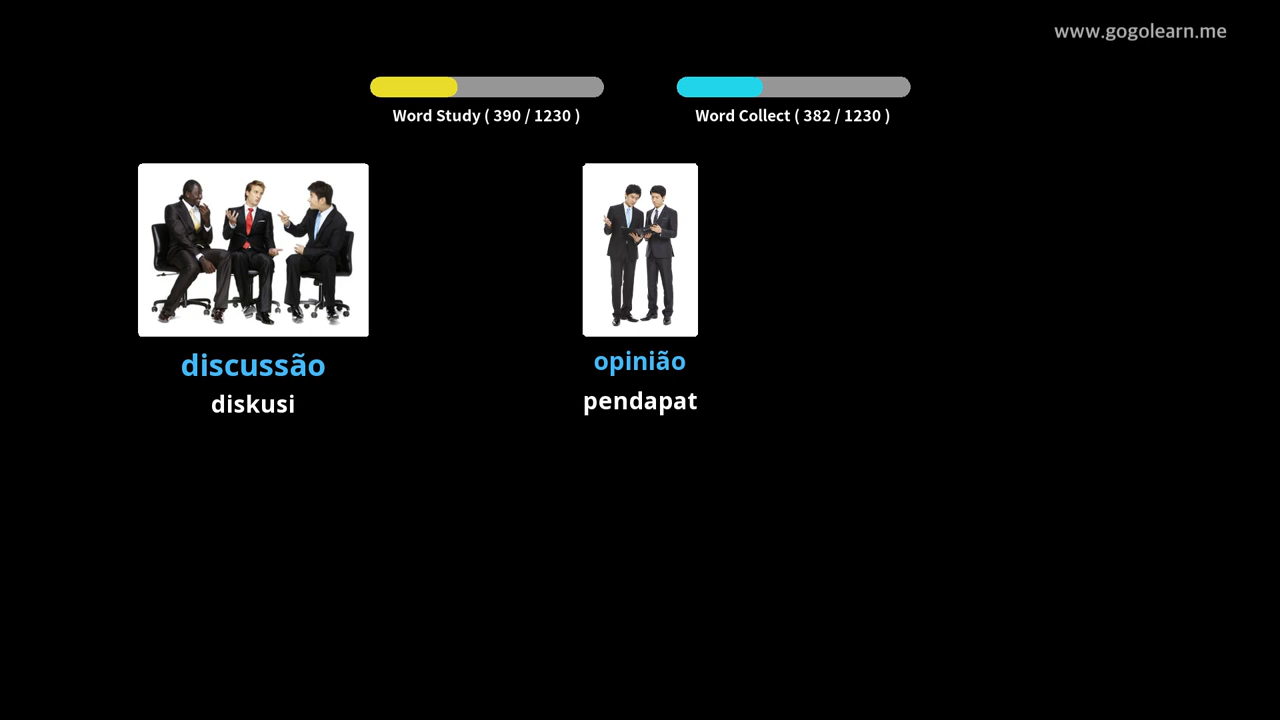 www.gogolearn.me
Word Study ( 390 / 1230 )
Word Collect ( 382 / 1230 )
discussão
diskusi
opinião
pendapat